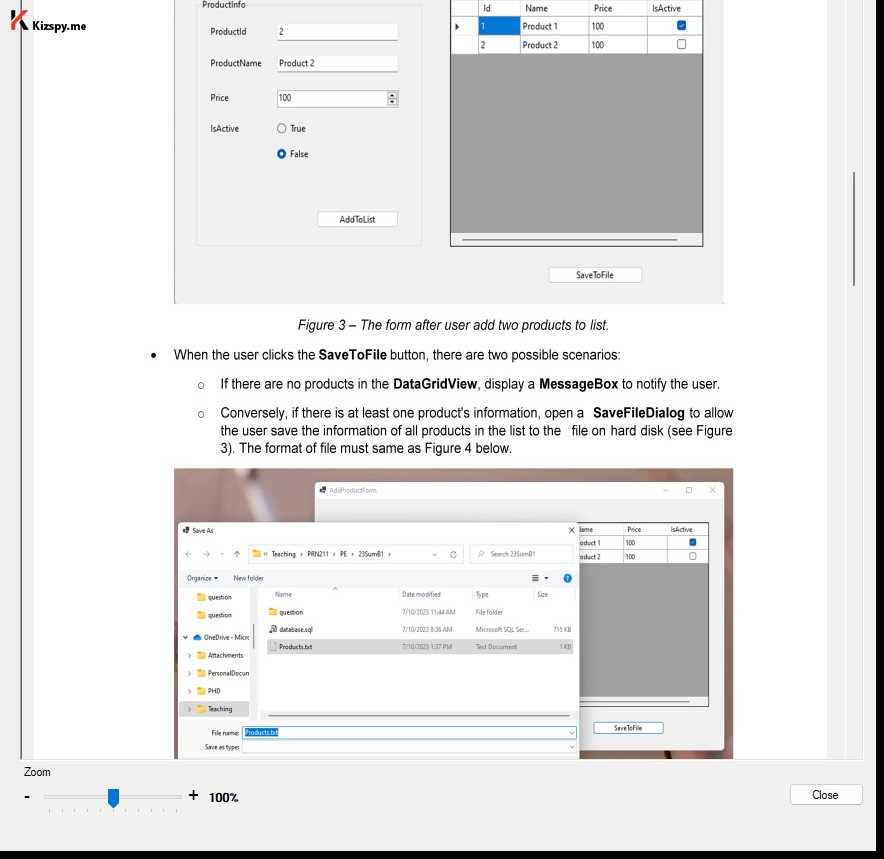 Kizspy.me
ProductInfo
ProductId 2
ProductName Product 2
Price 100
IsActive True
False
AddToList
Id Name Price IsActive
1 Product 1 100
2 Product 2 100
SaveToFile
Figure 3 – The form after user add two products to list.
• When the user clicks the SaveToFile button, there are two possible scenarios:
o If there are no products in the DataGridView, display a MessageBox to notify the user.
o Conversely, if there is at least one product's information, open a SaveFileDialog to allow
the user save the information of all products in the list to the file on hard disk (see Figure
3). The format of file must same as Figure 4 below.
AddProductForm
Save As
Teaching › PRN211 › PE › 23SumB1 ›
Search 23SumB1
Organize New folder
Name Date modified Type Size
question 7/10/2023 11:44 AM File folder
database.sql 7/10/2023 8:36 AM Microsoft SQL Ser... 715 KB
Products.txt 7/10/2023 1:37 PM Text Document 1 KB
question
question
OneDrive - Micro
Attachments
PersonalDocun
PHD
Teaching
File name: Products.txt
Save as type:
lame Price IsActive
oduct 1 100
oduct 2 100
SaveToFile
Zoom
- + 100%
Close